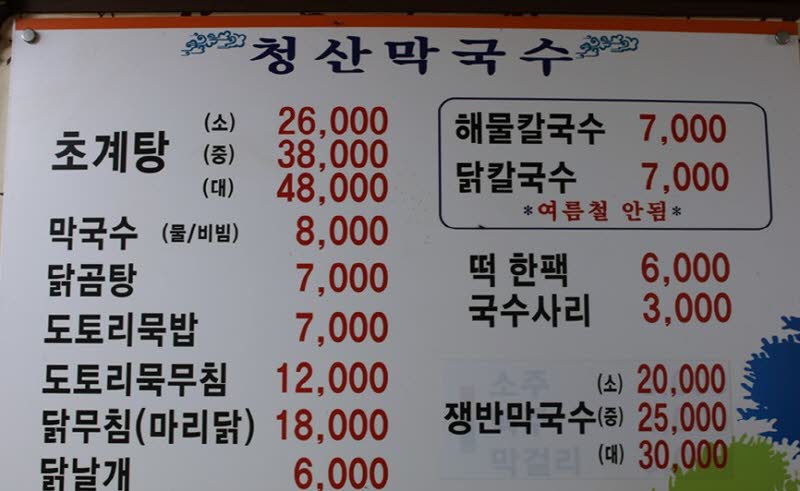 청산막국수
초계탕 (소) 26,000
(중) 38,000
(대) 48,000
막국수 (물/비빔) 8,000
닭곰탕 7,000
도토리묵밥 7,000
도토리묵무침 12,000
닭무침(마리닭) 18,000
닭날개 6,000
해물칼국수 7,000
닭칼국수 7,000
*여름철 안됨*
떡 한팩 6,000
국수사리 3,000
소주
쟁반막국수 (소) 20,000
(중) 25,000
(대) 30,000
막걸리